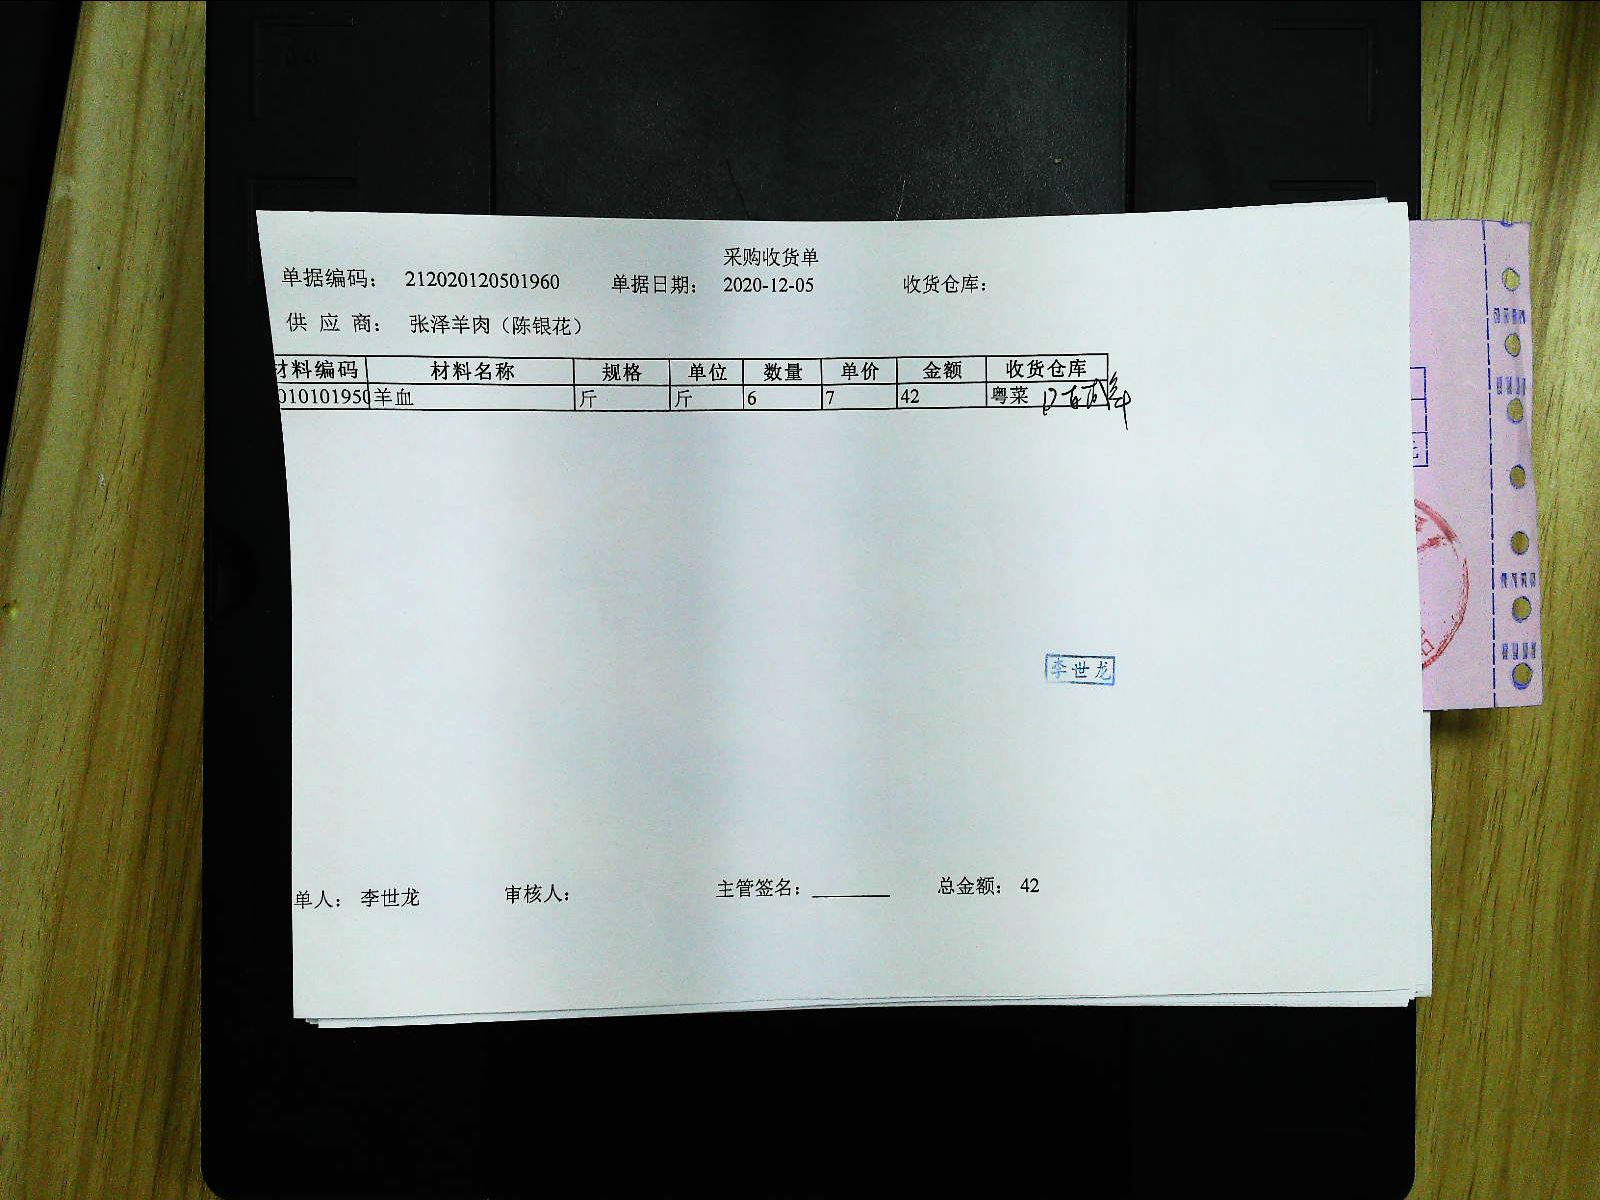 采购收货单
单据编码： 212020120501960 单据日期： 2020-12-05 收货仓库：
供 应 商： 张泽羊肉（陈银花）
材料编码 材料名称 规格 单位 数量 单价 金额 收货仓库
010101950 羊血 斤 斤 6 7 42 粤菜
李世龙
单人： 李世龙 审核人： 主管签名： 总金额： 42